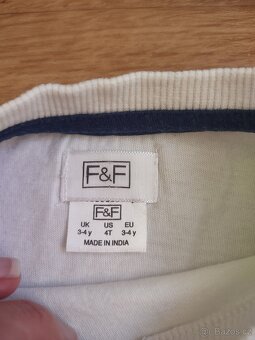 F&F
F&F
UK US EU
3-4 y 4T 3-4 y
MADE IN INDIA
© Bazos.cz